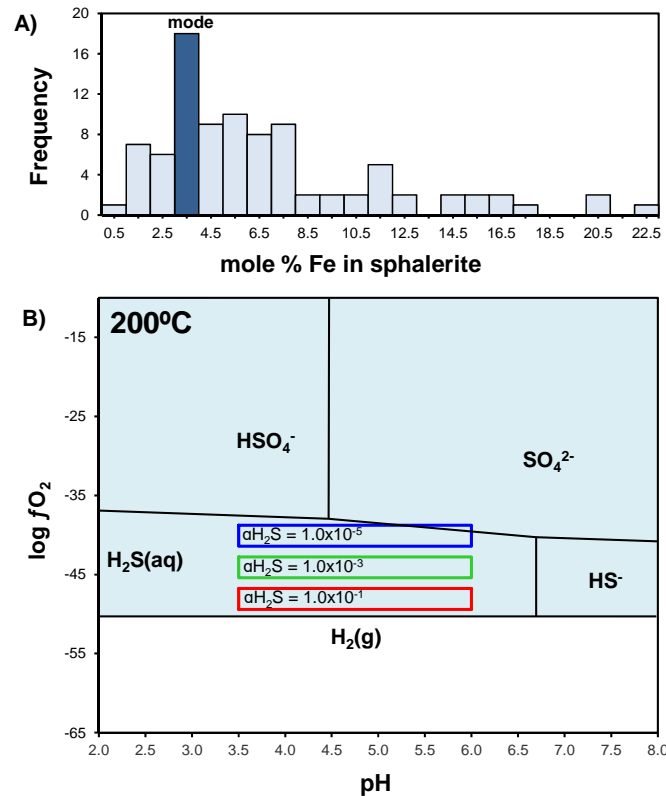 A)
mode
20
16
12
8
4
0
Frequency
0.5 2.5 4.5 6.5 8.5 10.5 12.5 14.5 16.5 18.5 20.5 22.5
mole % Fe in sphalerite
B)
200ºC
-15
-25
-35
-45
-55
-65
log ƒO₂
HSO₄⁻
SO₄²⁻
H₂S(aq)
ɑH₂S = 1.0x10⁻⁵
ɑH₂S = 1.0x10⁻³
ɑH₂S = 1.0x10⁻¹
HS⁻
H₂(g)
2.0 2.5 3.0 3.5 4.0 4.5 5.0 5.5 6.0 6.5 7.0 7.5 8.0
pH